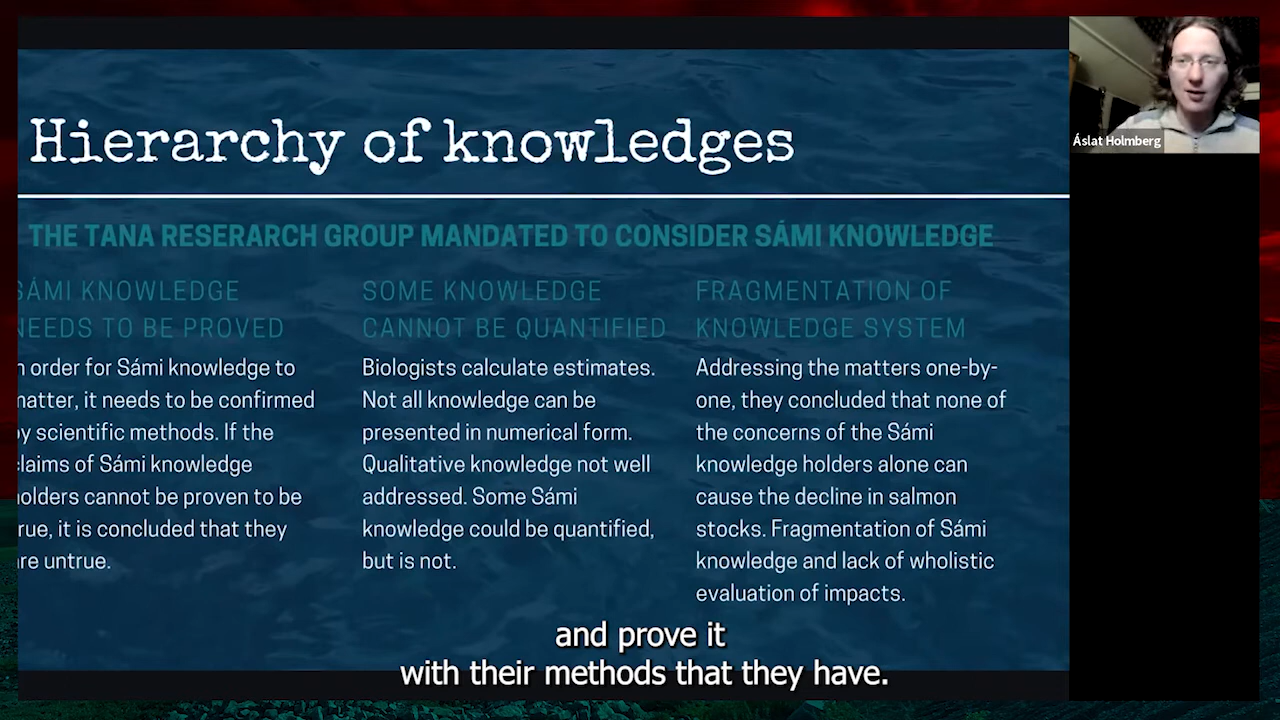 Hierarchy of knowledges
THE TANA RESERARCH GROUP MANDATED TO CONSIDER SÁMI KNOWLEDGE
SÁMI KNOWLEDGE
NEEDS TO BE PROVED
n order for Sámi knowledge to
matter, it needs to be confirmed
by scientific methods. If the
claims of Sámi knowledge
holders cannot be proven to be
true, it is concluded that they
are untrue.
SOME KNOWLEDGE
CANNOT BE QUANTIFIED
Biologists calculate estimates.
Not all knowledge can be
presented in numerical form.
Qualitative knowledge not well
addressed. Some Sámi
knowledge could be quantified,
but is not.
FRAGMENTATION OF
KNOWLEDGE SYSTEM
Addressing the matters one-by-
one, they concluded that none of
the concerns of the Sámi
knowledge holders alone can
cause the decline in salmon
stocks. Fragmentation of Sámi
knowledge and lack of wholistic
evaluation of impacts.
Áslat Holmberg
and prove it
with their methods that they have.